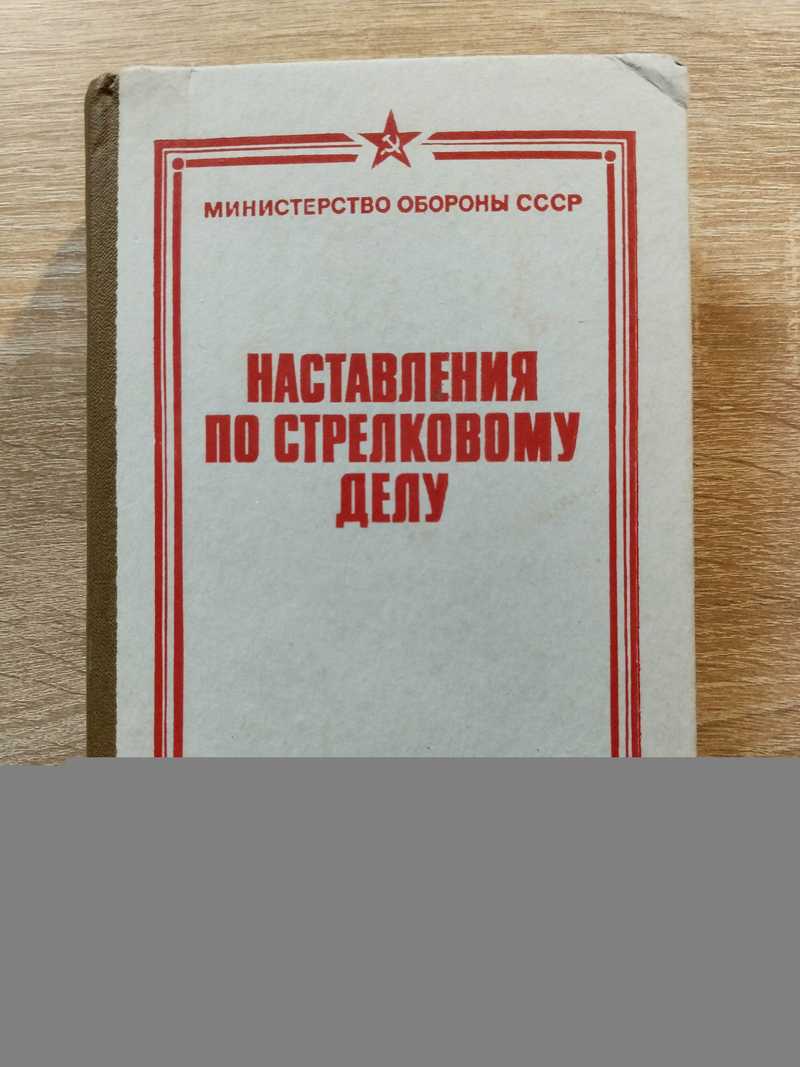 МИНИСТЕРСТВО ОБОРОНЫ СССР
НАСТАВЛЕНИЯ
ПО СТРЕЛКОВОМУ
ДЕЛУ